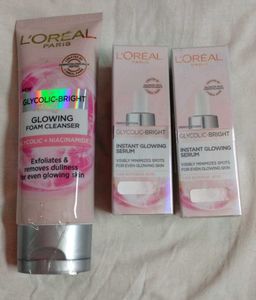 L'ORÉAL
PARIS
GLYCOLIC-BRIGHT
GLOWING
FOAM CLEANSER
GLYCOLIC + NIACINAMIDE
Exfoliates &
removes dullness
for even glowing skin
L'ORÉAL
PARIS
GLYCOLIC-BRIGHT
INSTANT GLOWING
SERUM
VISIBLY MINIMIZES SPOTS
FOR EVEN GLOWING SKIN
L'ORÉAL
PARIS
GLYCOLIC-BRIGHT
INSTANT GLOWING
SERUM
VISIBLY MINIMIZES SPOTS
FOR EVEN GLOWING SKIN